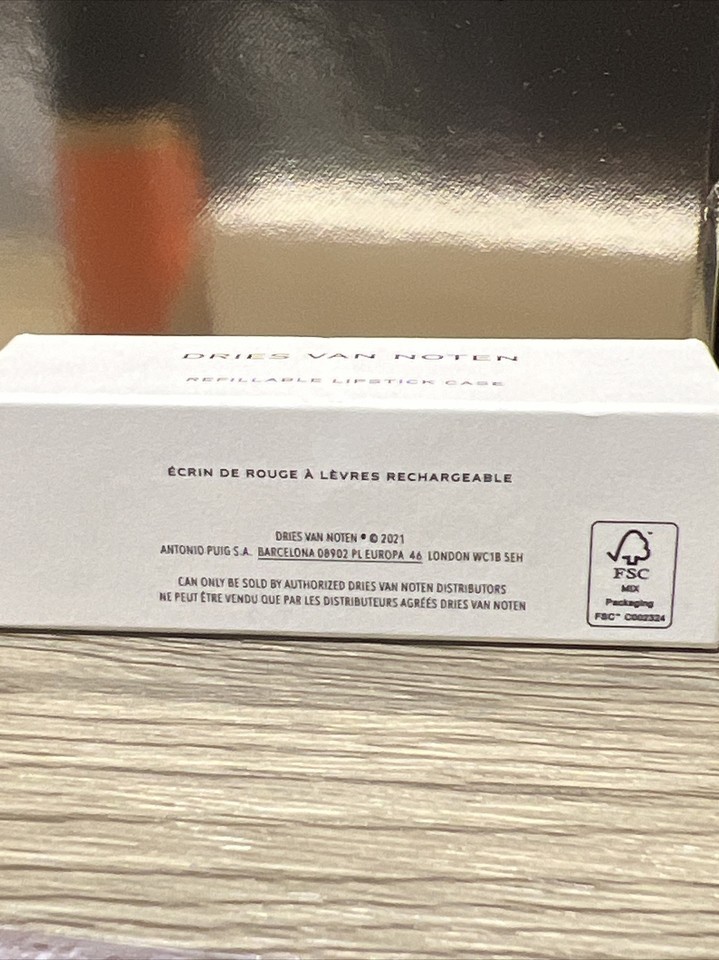 DRIES VAN NOTEN
REFILLABLE LIPSTICK CASE
ÉCRIN DE ROUGE À LÈVRES RECHARGEABLE
DRIES VAN NOTEN ® © 2021
ANTONIO PUIG S.A. BARCELONA 08902 PL EUROPA 46 LONDON WC1B 5EH
CAN ONLY BE SOLD BY AUTHORIZED DRIES VAN NOTEN DISTRIBUTORS
NE PEUT ÊTRE VENDU QUE PAR LES DISTRIBUTEURS AGRÉÉS DRIES VAN NOTEN
FSC
MIX
Packaging
FSC™ C002324